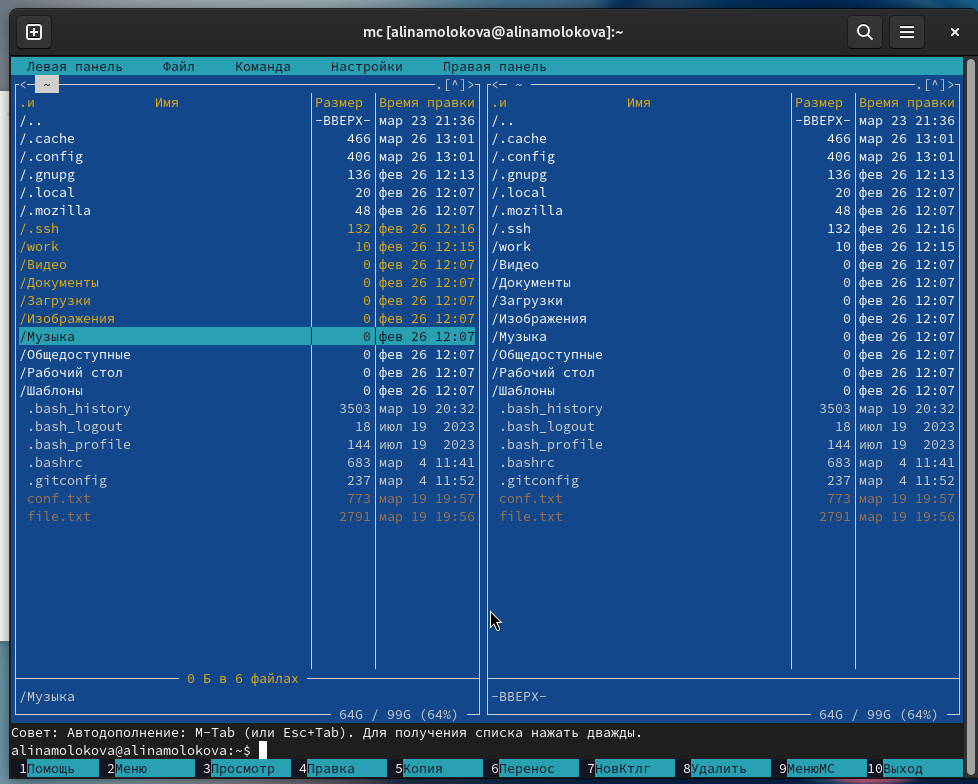 mc [alinamolokova@alinamolokova]:~
Левая панель Файл Команда Настройки Правая панель
<─ ~ .[^]> <─ ~ .[^]>
.и Имя Размер Время правки .и Имя Размер Время правки
/.. -ВВЕРХ- мар 23 21:36 /.. -ВВЕРХ- мар 23 21:36
/.cache 466 мар 26 13:01 /.cache 466 мар 26 13:01
/.config 406 мар 26 13:01 /.config 406 мар 26 13:01
/.gnupg 136 фев 26 12:13 /.gnupg 136 фев 26 12:13
/.local 20 фев 26 12:07 /.local 20 фев 26 12:07
/.mozilla 48 фев 26 12:07 /.mozilla 48 фев 26 12:07
/.ssh 132 фев 26 12:16 /.ssh 132 фев 26 12:16
/work 10 фев 26 12:15 /work 10 фев 26 12:15
/Видео 0 фев 26 12:07 /Видео 0 фев 26 12:07
/Документы 0 фев 26 12:07 /Документы 0 фев 26 12:07
/Загрузки 0 фев 26 12:07 /Загрузки 0 фев 26 12:07
/Изображения 0 фев 26 12:07 /Изображения 0 фев 26 12:07
/Музыка 0 фев 26 12:07 /Музыка 0 фев 26 12:07
/Общедоступные 0 фев 26 12:07 /Общедоступные 0 фев 26 12:07
/Рабочий стол 0 фев 26 12:07 /Рабочий стол 0 фев 26 12:07
/Шаблоны 0 фев 26 12:07 /Шаблоны 0 фев 26 12:07
.bash_history 3503 мар 19 20:32 .bash_history 3503 мар 19 20:32
.bash_logout 18 июл 19 2023 .bash_logout 18 июл 19 2023
.bash_profile 144 июл 19 2023 .bash_profile 144 июл 19 2023
.bashrc 683 мар 4 11:41 .bashrc 683 мар 4 11:41
.gitconfig 237 мар 4 11:52 .gitconfig 237 мар 4 11:52
conf.txt 773 мар 19 19:57 conf.txt 773 мар 19 19:57
file.txt 2791 мар 19 19:56 file.txt 2791 мар 19 19:56
0 Б в 6 файлах
/Музыка -ВВЕРХ-
64G / 99G (64%) 64G / 99G (64%)
Совет: Автодополнение: M-Tab (или Esc+Tab). Для получения списка нажать дважды.
alinamolokova@alinamolokova:~$
1Помощь 2Меню 3Просмотр 4Правка 5Копия 6Перенос 7НовКтлг 8Удалить 9МенюMC 10Выход